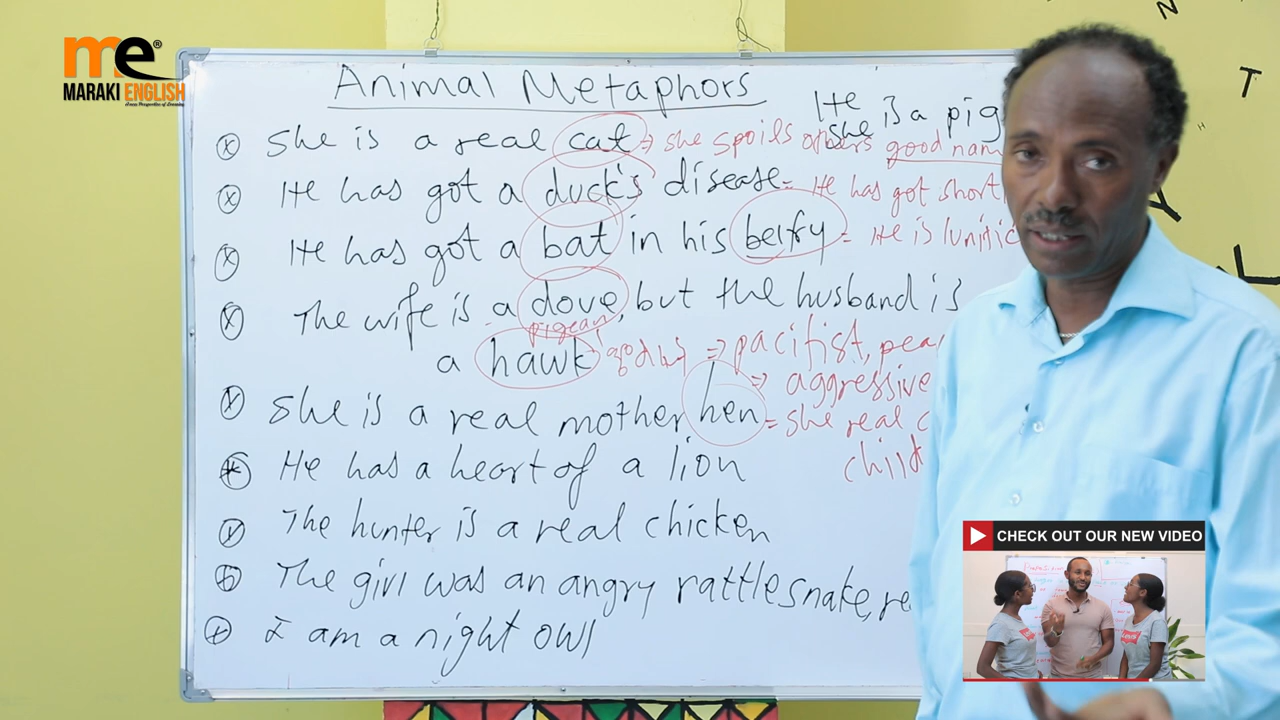 me®
MARAKI ENGLISH
Animal Metaphors
He
she is a pig
She is a real cat → she spoils others good nam
He has got a duck's disease = He has got short
He has got a bat in his belfry = He is lunitic
The wife is a dove, but the husband is
pigean
a hawk ⇒ pacifist, pea
⇒ aggressive
She is a real mother hen = she real c
child
He has a heart of a lion
The hunter is a real chicken
The girl was an angry rattlesnake, re
I am a night owl
N
T
Y
L
CHECK OUT OUR NEW VIDEO